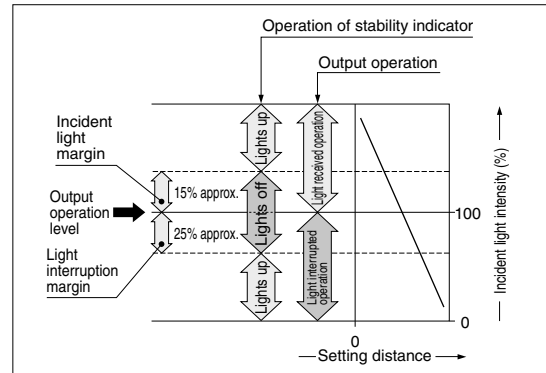 Operation of stability indicator
Output operation
Incident
light
margin
Output
operation
level
Light
interruption
margin
15% approx.
25% approx.
Lights up
Lights off
Lights up
Light received operation
Light interrupted
operation
100
0
0
Setting distance
Incident light intensity (%)